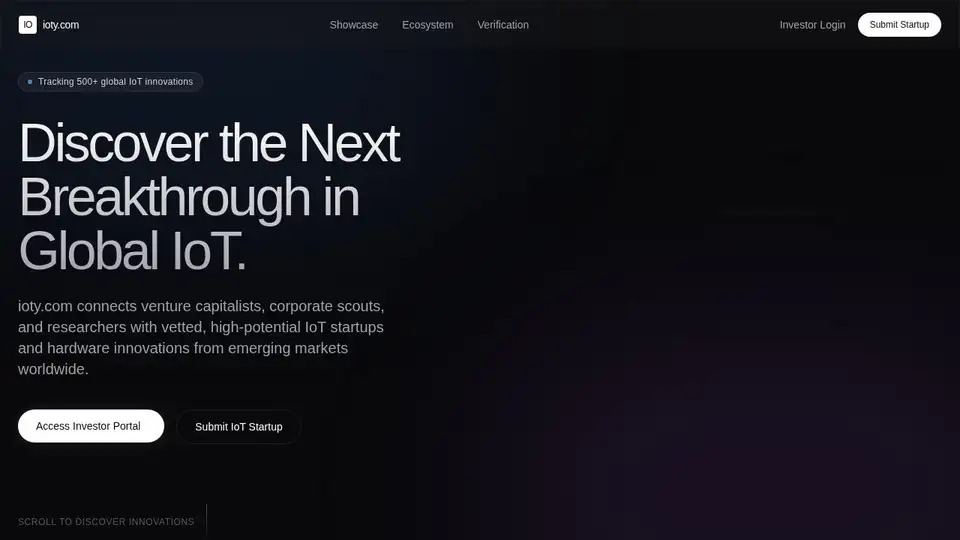 IO ioty.com Showcase Ecosystem Verification Investor Login Submit Startup
Tracking 500+ global IoT innovations
Discover the Next
Breakthrough in
Global IoT.
ioty.com connects venture capitalists, corporate scouts,
and researchers with vetted, high-potential IoT startups
and hardware innovations from emerging markets
worldwide.
Access Investor Portal Submit IoT Startup
SCROLL TO DISCOVER INNOVATIONS